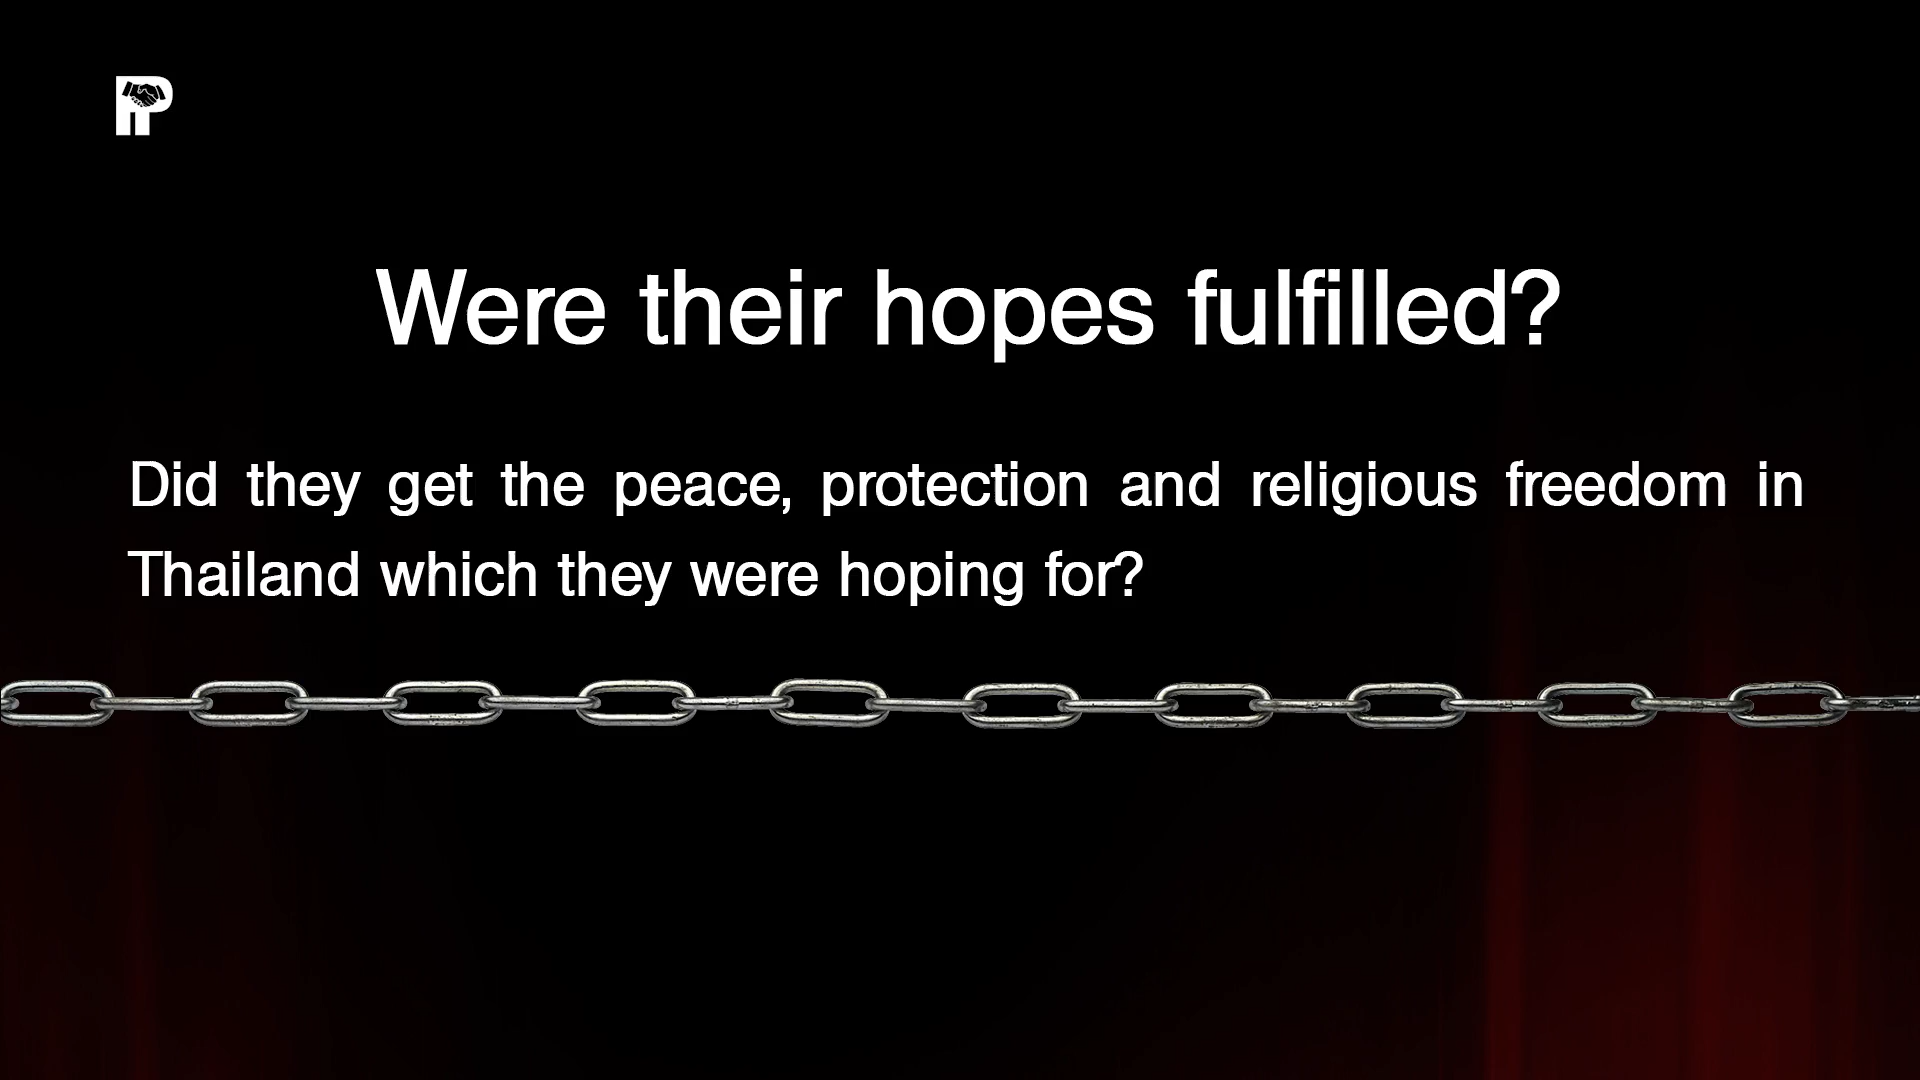 Were their hopes fulfilled?
Did they get the peace, protection and religious freedom in
Thailand which they were hoping for?